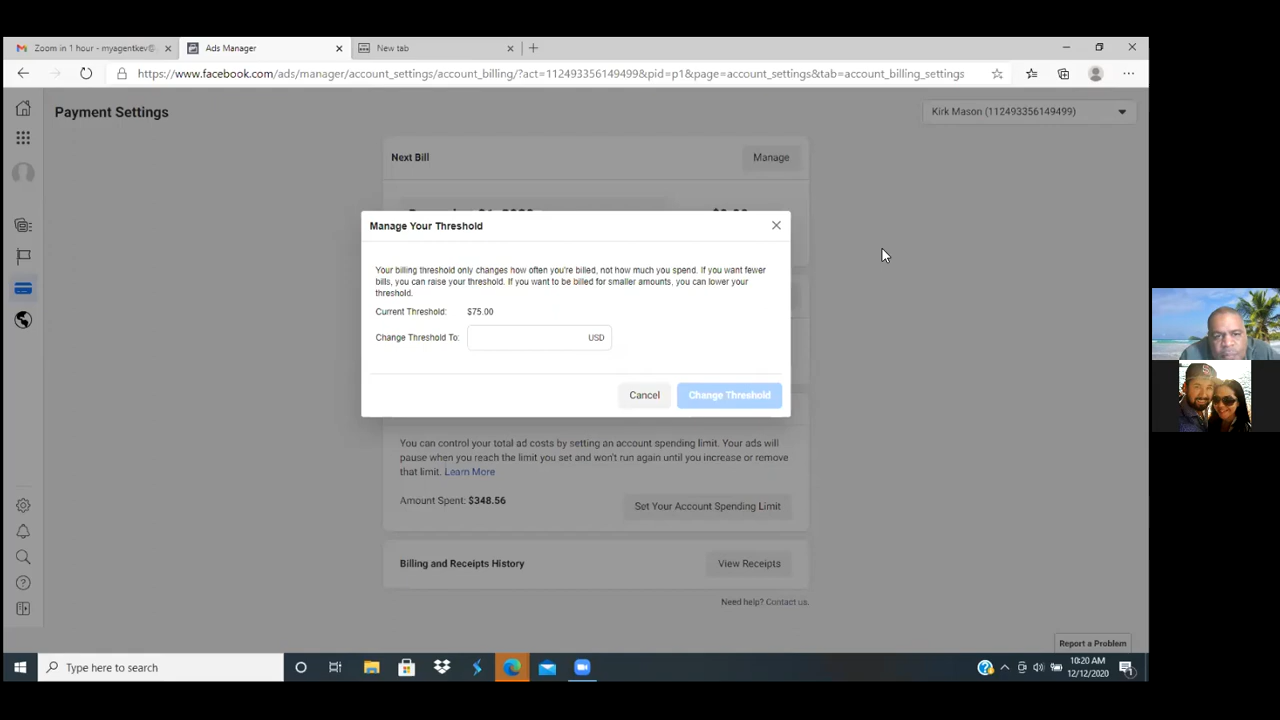 Zoom in 1 hour - myagentkev@
Ads Manager
New tab
https://www.facebook.com/ads/manager/account_settings/account_billing/?act=112493356149499&pid=p1&page=account_settings&tab=account_billing_settings
Payment Settings
Kirk Mason (112493356149499)
Next Bill
Manage
Manage Your Threshold
Your billing threshold only changes how often you're billed, not how much you spend. If you want fewer
bills, you can raise your threshold. If you want to be billed for smaller amounts, you can lower your
threshold.
Current Threshold: $75.00
Change Threshold To: USD
Cancel
Change Threshold
You can control your total ad costs by setting an account spending limit. Your ads will
pause when you reach the limit you set and won't run again until you increase or remove
that limit. Learn More
Amount Spent: $348.56
Set Your Account Spending Limit
Billing and Receipts History
View Receipts
Need help? Contact us.
Report a Problem
Type here to search
10:20 AM
12/12/2020